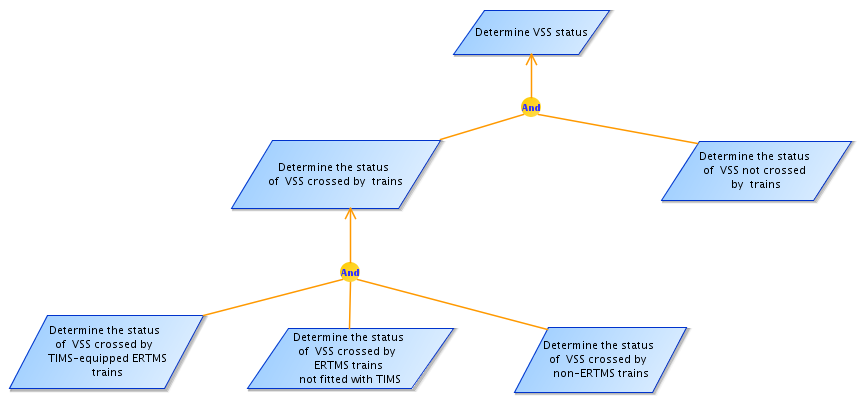 Determine VSS status
And
Determine the status
of VSS crossed by trains
Determine the status
of VSS not crossed
by trains
And
Determine the status
of VSS crossed by
TIMS-equipped ERTMS
trains
Determine the status
of VSS crossed by
ERTMS trains
not fitted with TIMS
Determine the status
of VSS crossed by
non-ERTMS trains